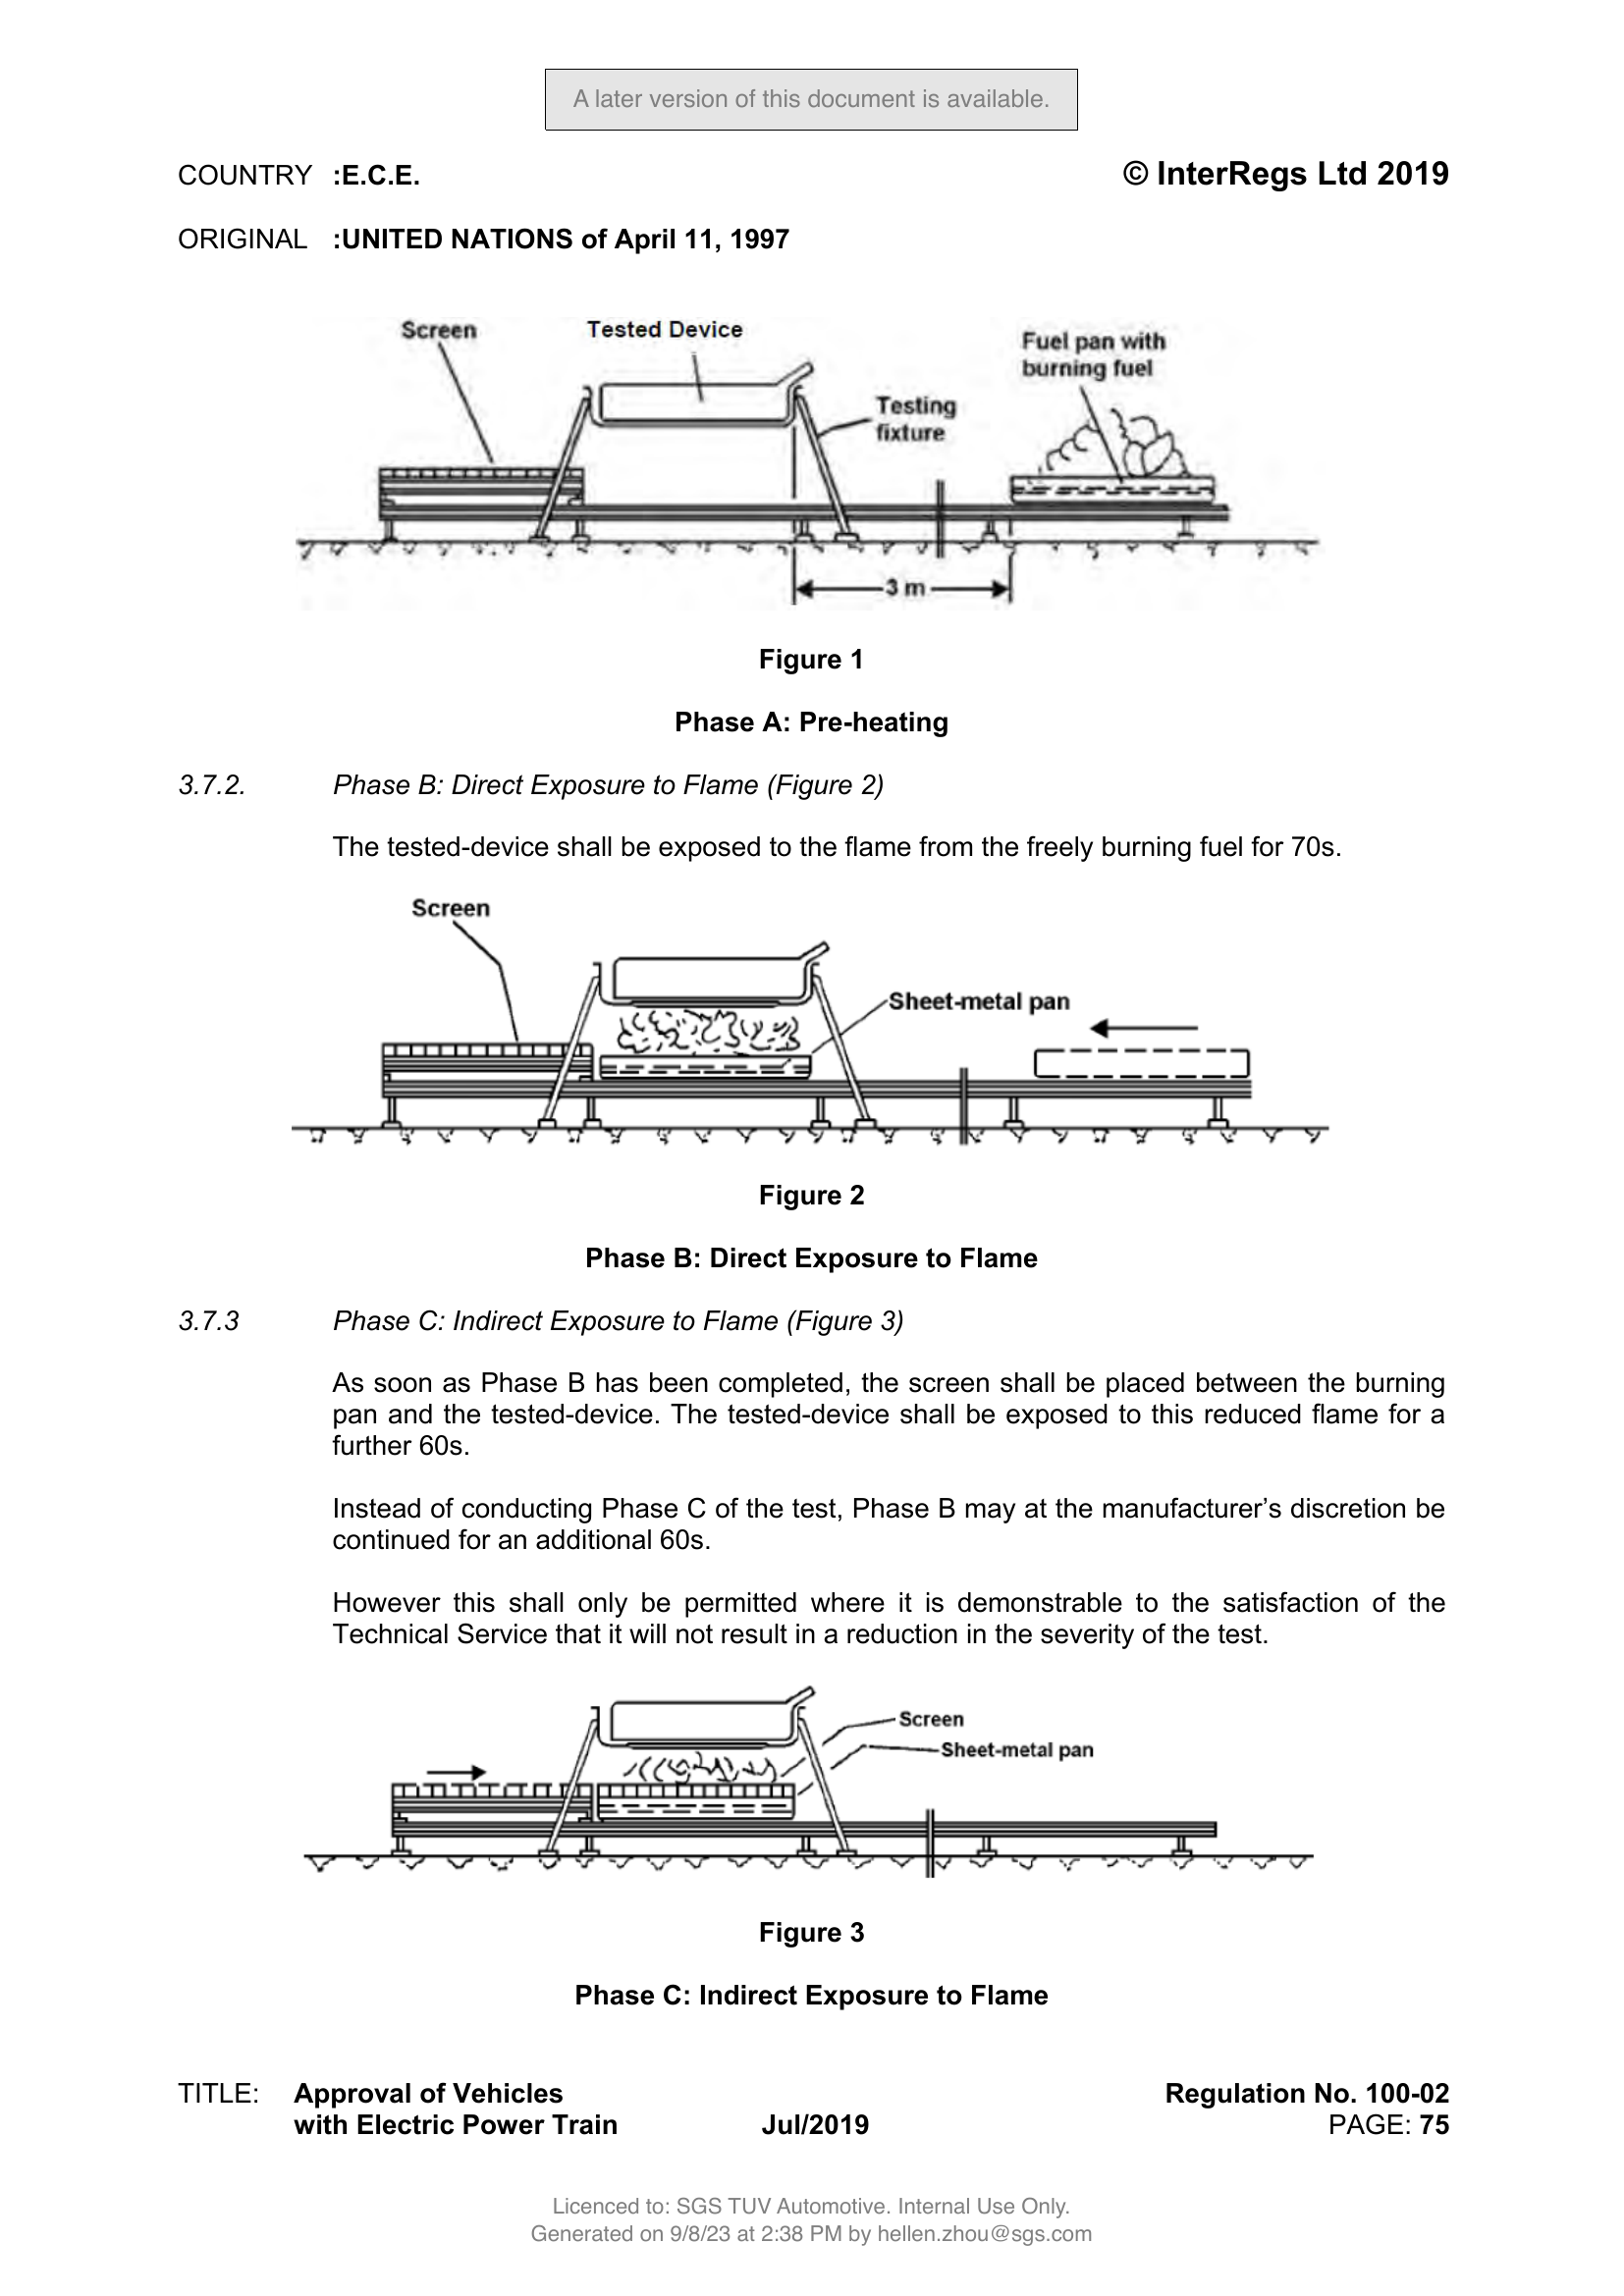 A later version of this document is available.
COUNTRY :E.C.E. © InterRegs Ltd 2019
ORIGINAL :UNITED NATIONS of April 11, 1997
Screen
Tested Device
Fuel pan with
burning fuel
Testing
fixture
3 m
Figure 1
Phase A: Pre-heating
3.7.2. Phase B: Direct Exposure to Flame (Figure 2)
The tested-device shall be exposed to the flame from the freely burning fuel for 70s.
Screen
Sheet-metal pan
Figure 2
Phase B: Direct Exposure to Flame
3.7.3 Phase C: Indirect Exposure to Flame (Figure 3)
As soon as Phase B has been completed, the screen shall be placed between the burning
pan and the tested-device. The tested-device shall be exposed to this reduced flame for a
further 60s.
Instead of conducting Phase C of the test, Phase B may at the manufacturer’s discretion be
continued for an additional 60s.
However this shall only be permitted where it is demonstrable to the satisfaction of the
Technical Service that it will not result in a reduction in the severity of the test.
Screen
Sheet-metal pan
Figure 3
Phase C: Indirect Exposure to Flame
TITLE: Approval of Vehicles Regulation No. 100-02
with Electric Power Train Jul/2019 PAGE: 75
Licenced to: SGS TUV Automotive. Internal Use Only.
Generated on 9/8/23 at 2:38 PM by hellen.zhou@sgs.com